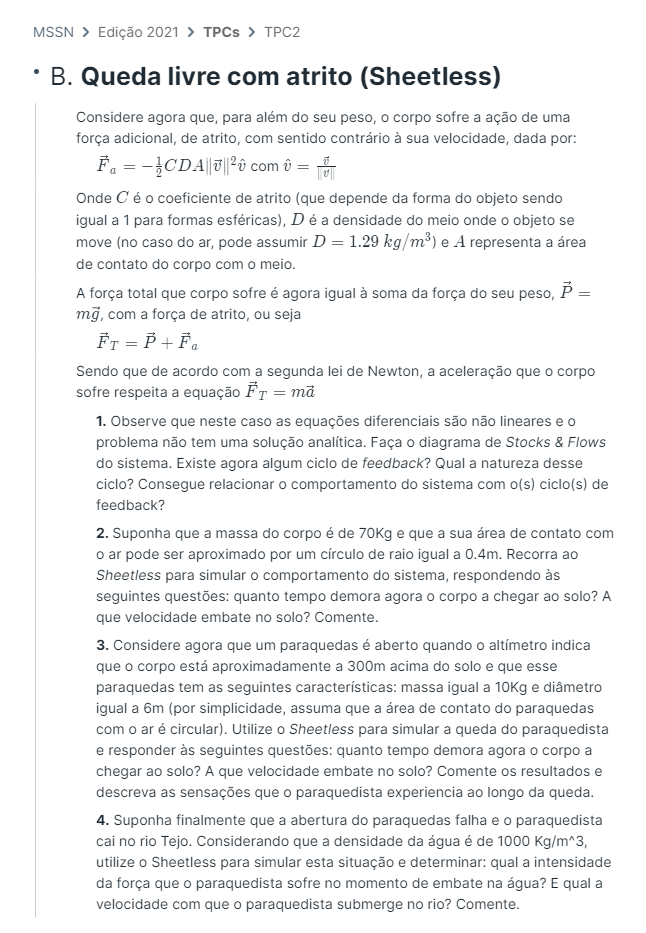 MSSN > Edição 2021 > TPCs > TPC2
• B. Queda livre com atrito (Sheetless)
Considere agora que, para além do seu peso, o corpo sofre a ação de uma
força adicional, de atrito, com sentido contrário à sua velocidade, dada por:
$\vec{F}_a = -\frac{1}{2}CDA\|\vec{v}\|^2\hat{v}$ com $\hat{v} = \frac{\vec{v}}{\|\vec{v}\|}$
Onde $C$ é o coeficiente de atrito (que depende da forma do objeto sendo
igual a 1 para formas esféricas), $D$ é a densidade do meio onde o objeto se
move (no caso do ar, pode assumir $D = 1.29\ kg/m^3$) e $A$ representa a área
de contato do corpo com o meio.
A força total que corpo sofre é agora igual à soma da força do seu peso, $\vec{P} =$
$m\vec{g}$, com a força de atrito, ou seja
$\vec{F}_T = \vec{P} + \vec{F}_a$
Sendo que de acordo com a segunda lei de Newton, a aceleração que o corpo
sofre respeita a equação $\vec{F}_T = m\vec{a}$
1. Observe que neste caso as equações diferenciais são não lineares e o
problema não tem uma solução analítica. Faça o diagrama de Stocks & Flows
do sistema. Existe agora algum ciclo de feedback? Qual a natureza desse
ciclo? Consegue relacionar o comportamento do sistema com o(s) ciclo(s) de
feedback?
2. Suponha que a massa do corpo é de 70Kg e que a sua área de contato com
o ar pode ser aproximado por um círculo de raio igual a 0.4m. Recorra ao
Sheetless para simular o comportamento do sistema, respondendo às
seguintes questões: quanto tempo demora agora o corpo a chegar ao solo? A
que velocidade embate no solo? Comente.
3. Considere agora que um paraquedas é aberto quando o altímetro indica
que o corpo está aproximadamente a 300m acima do solo e que esse
paraquedas tem as seguintes características: massa igual a 10Kg e diâmetro
igual a 6m (por simplicidade, assuma que a área de contato do paraquedas
com o ar é circular). Utilize o Sheetless para simular a queda do paraquedista
e responder às seguintes questões: quanto tempo demora agora o corpo a
chegar ao solo? A que velocidade embate no solo? Comente os resultados e
descreva as sensações que o paraquedista experiencia ao longo da queda.
4. Suponha finalmente que a abertura do paraquedas falha e o paraquedista
cai no rio Tejo. Considerando que a densidade da água é de 1000 Kg/m^3,
utilize o Sheetless para simular esta situação e determinar: qual a intensidade
da força que o paraquedista sofre no momento de embate na água? E qual a
velocidade com que o paraquedista submerge no rio? Comente.